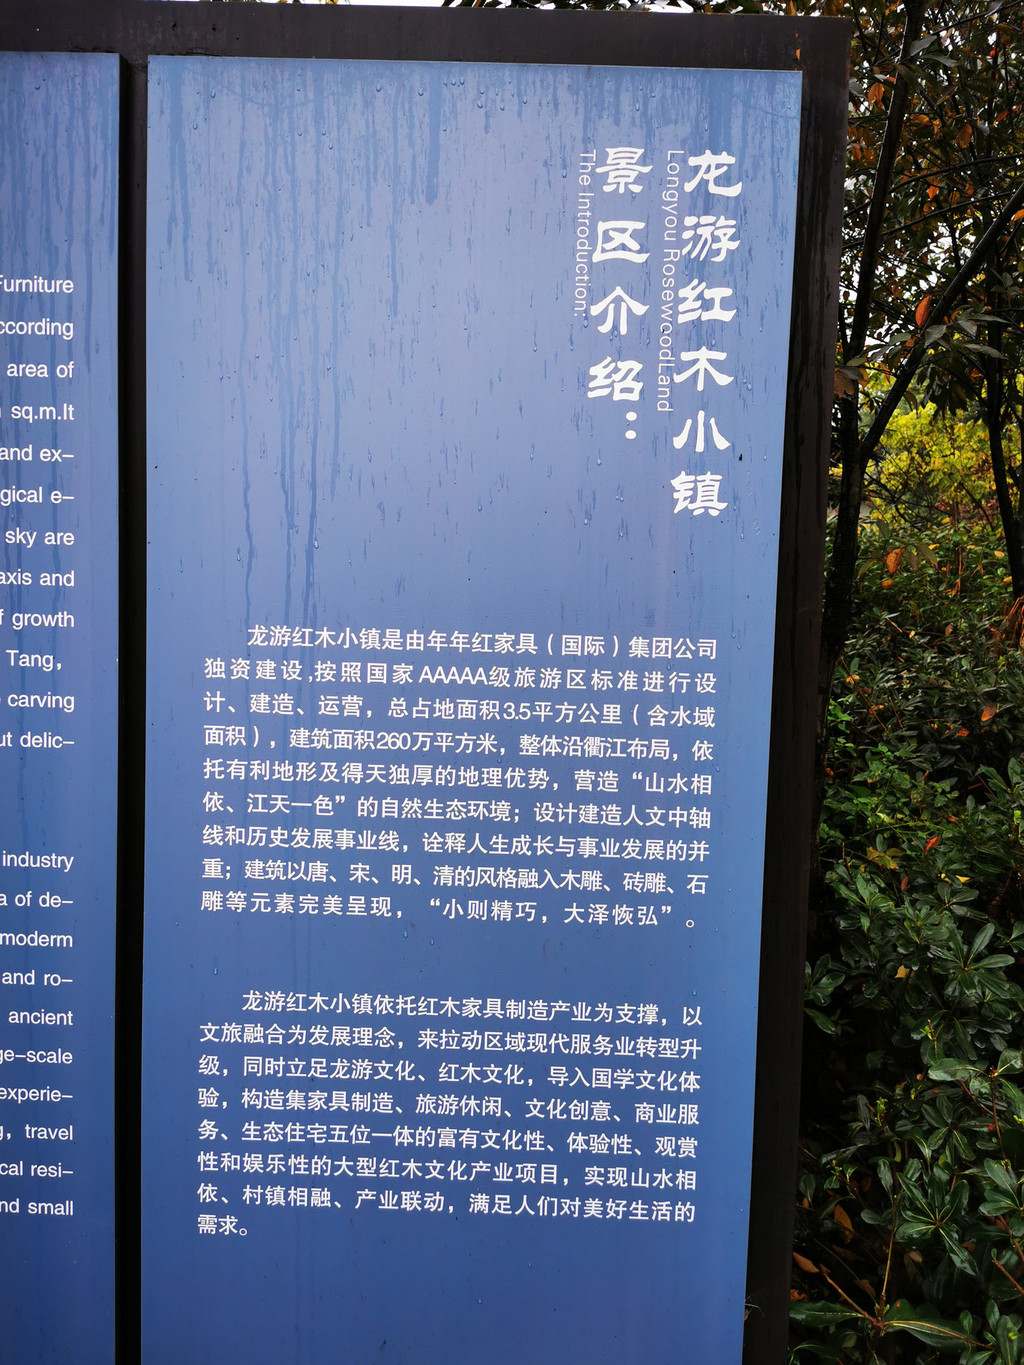 龙游红木小镇
Longyou RosewoodLand
景区介绍：
The Introduction:
龙游红木小镇是由年年红家具（国际）集团公司
独资建设,按照国家AAAAA级旅游区标准进行设
计、建造、运营，总占地面积3.5平方公里（含水域
面积），建筑面积260万平方米，整体沿衢江布局，依
托有利地形及得天独厚的地理优势，营造“山水相
依、江天一色”的自然生态环境；设计建造人文中轴
线和历史发展事业线，诠释人生成长与事业发展的并
重；建筑以唐、宋、明、清的风格融入木雕、砖雕、石
雕等元素完美呈现，“小则精巧，大泽恢弘”。
龙游红木小镇依托红木家具制造产业为支撑，以
文旅融合为发展理念，来拉动区域现代服务业转型升
级，同时立足龙游文化、红木文化，导入国学文化体
验，构造集家具制造、旅游休闲、文化创意、商业服
务、生态住宅五位一体的富有文化性、体验性、观赏
性和娱乐性的大型红木文化产业项目，实现山水相
依、村镇相融、产业联动，满足人们对美好生活的
需求。
Furniture
ccording
area of
sq.m.It
and ex–
gical e–
sky are
axis and
f growth
Tang,
carving
ut delic–
industry
a of de–
moderm
and ro–
ancient
ge–scale
experie–
g, travel
cal resi–
nd small